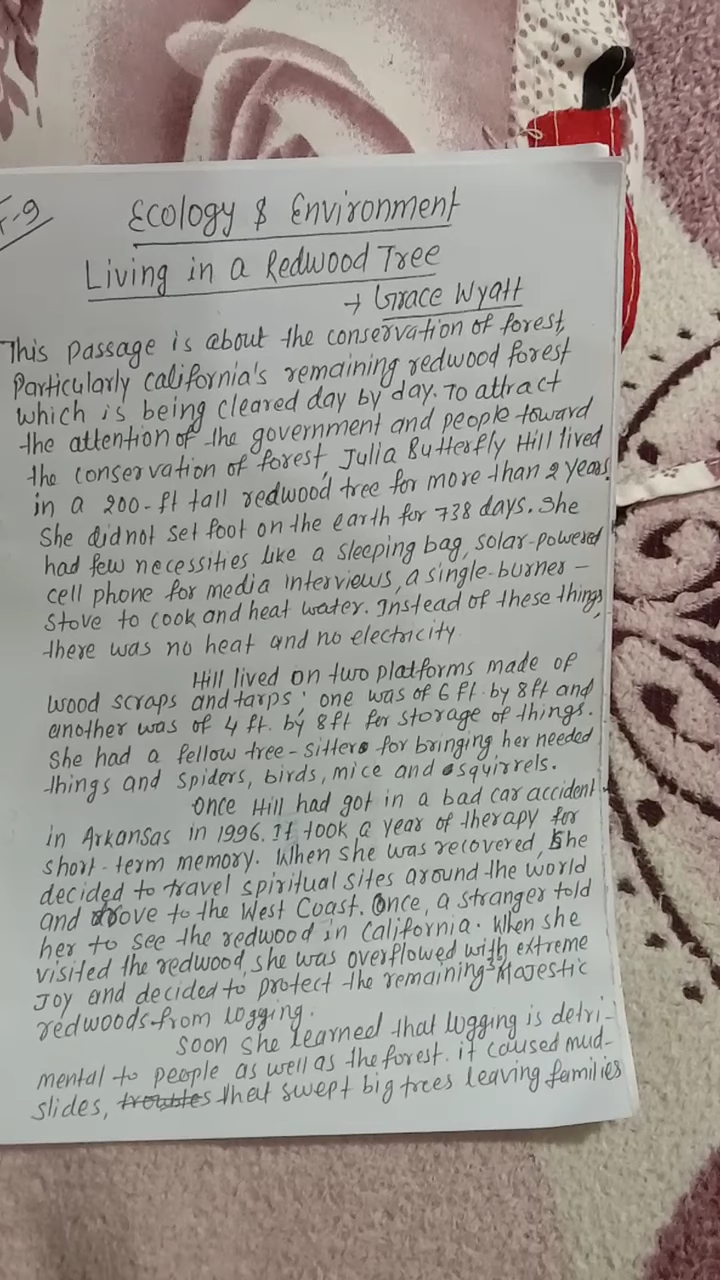 T-9
Ecology & Environment
Living in a Redwood Tree
→ Grace Wyatt
This passage is about the conservation of forest,
Particularly California's remaining redwood forest
which is being cleared day by day. To attract
the attention of the government and people toward
the conservation of forest, Julia Butterfly Hill lived
in a 200-ft tall redwood tree for more than 2 years.
She did not set foot on the earth for 738 days. She
had few necessities like a sleeping bag, solar-powered
cell phone for media interviews, a single-burner-
stove to cook and heat water. Instead of these things,
there was no heat and no electricity.
Hill lived on two platforms made of
wood scraps and tarps; one was of 6 ft. by 8ft and
another was of 4 ft. by 8ft for storage of things.
She had a fellow tree-sitters for bringing her needed
things and spiders, birds, mice and squirrels.
Once Hill had got in a bad car accident
in Arkansas in 1996. It took a year of therapy for
short-term memory. When she was recovered, She
decided to travel spiritual sites around the world
and drove to the West Coast. Once, a stranger told
her to see the redwood in California. When she
visited the redwood, she was overflowed with extreme
Joy and decided to protect the remaining Majestic
redwoods from logging.
Soon she learned that logging is detri-
mental to people as well as the forest. it caused mud-
slides, troubles that swept big trees leaving families